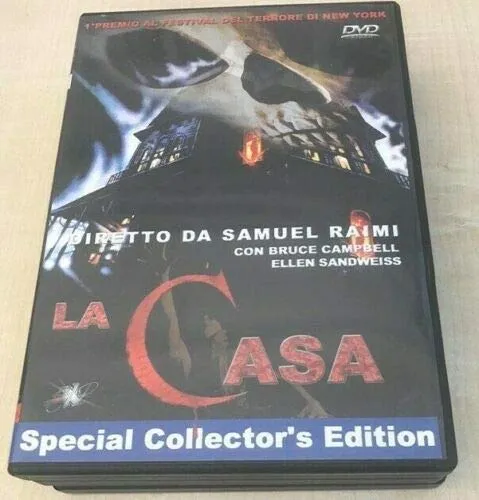 1°PREMIO AL FESTIVAL DEL TERRORE DI NEW YORK
DVD
DIRETTO DA SAMUEL RAIMI
CON BRUCE CAMPBELL
ELLEN SANDWEISS
LA CASA
Special Collector's Edition